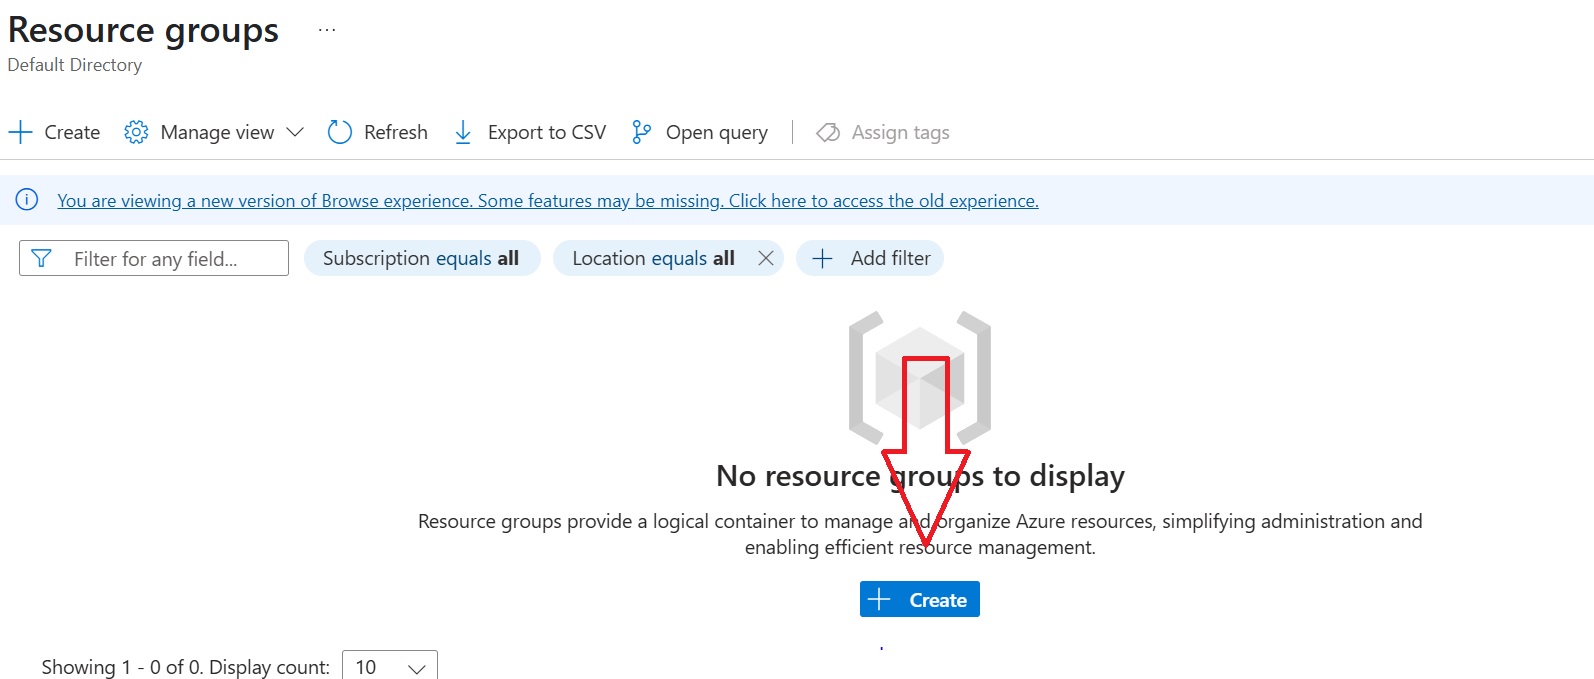 Resource groups ...
Default Directory
Create Manage view Refresh Export to CSV Open query Assign tags
You are viewing a new version of Browse experience. Some features may be missing. Click here to access the old experience.
Filter for any field... Subscription equals all Location equals all Add filter
No resource groups to display
Resource groups provide a logical container to manage and organize Azure resources, simplifying administration and
enabling efficient resource management.
Create
Showing 1 - 0 of 0. Display count: 10